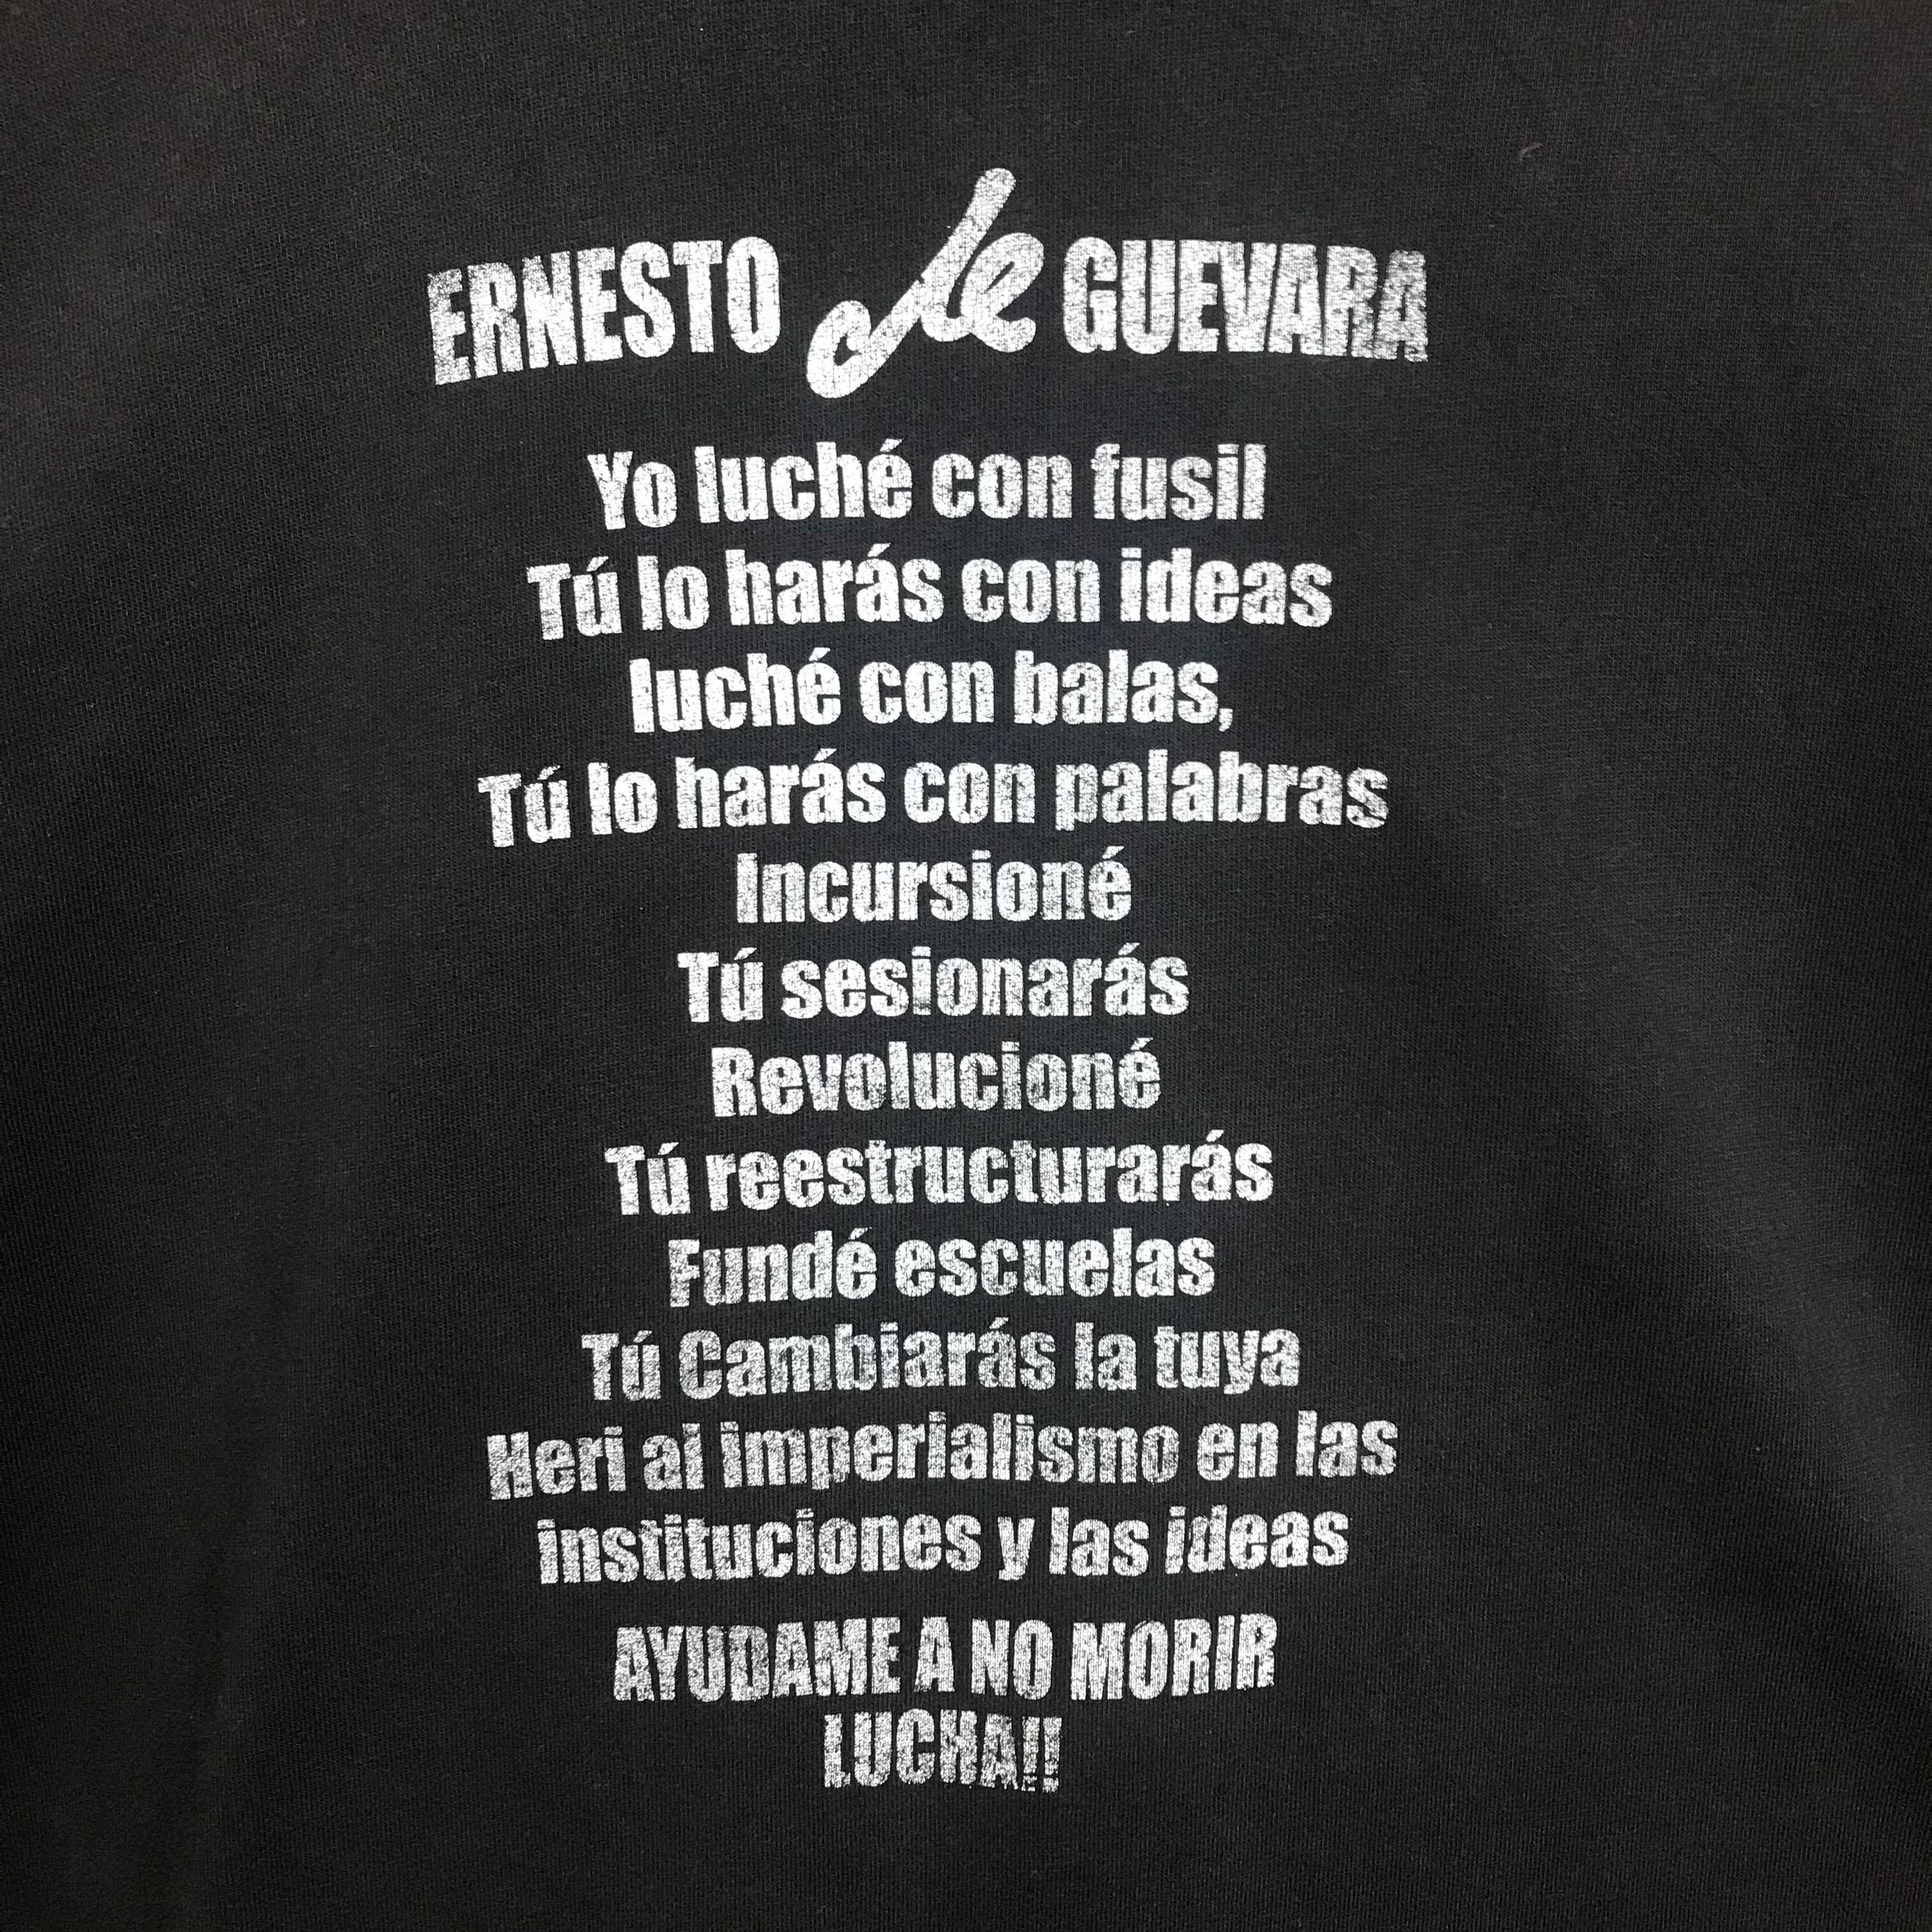 ERNESTO Che GUEVARA
Yo luché con fusil
Tú lo harás con ideas
luché con balas,
Tú lo harás con palabras
Incursioné
Tú sesionarás
Revolucioné
Tú reestructurarás
Fundé escuelas
Tú Cambiarás la tuya
Heri al imperialismo en las
instituciones y las ideas
AYUDAME A NO MORIR
LUCHA!!